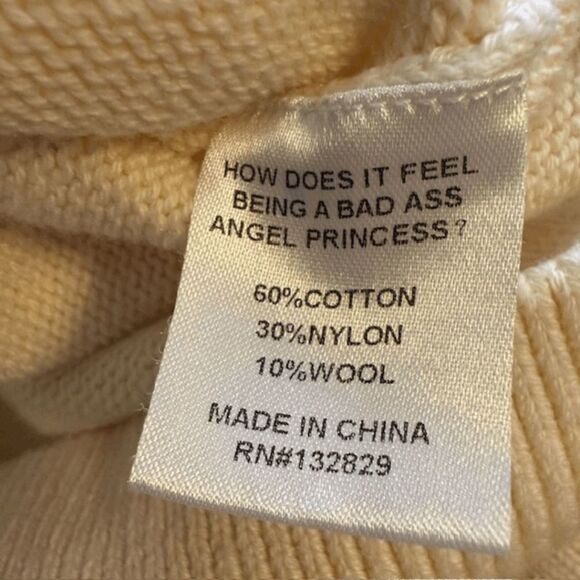 HOW DOES IT FEEL
BEING A BAD ASS
ANGEL PRINCESS?
60%COTTON
30%NYLON
10%WOOL
MADE IN CHINA
RN#132829